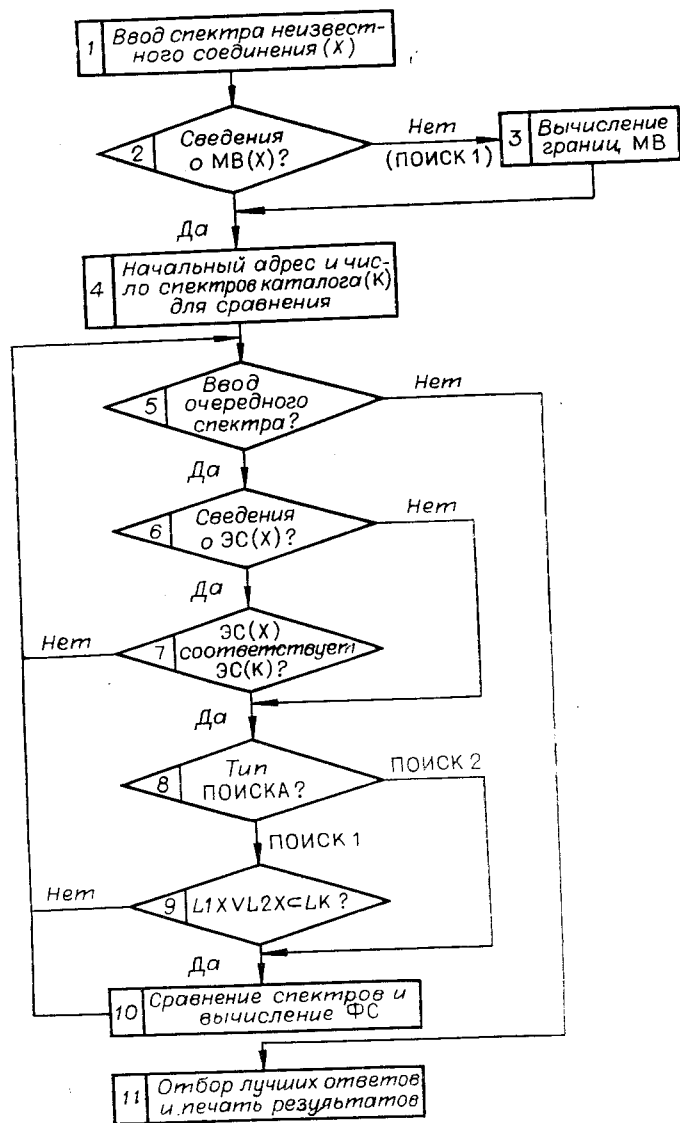 1 Ввод спектра неизвест-
ного соединения (X)
2 Сведения
о МВ(X)?
Нет
(ПОИСК 1)
3 Вычисление
границ МВ
Да
4 Начальный адрес и чис-
ло спектров каталога (К)
для сравнения
5 Ввод
очередного
спектра?
Нет
Да
6 Сведения
о ЭС(X)?
Нет
Да
7 ЭС(X)
соответствует
ЭС(К)?
Нет
Да
8 Тип
ПОИСКА?
ПОИСК 2
ПОИСК 1
9 L1X∨L2X⊂LK ?
Нет
Да
10 Сравнение спектров и
вычисление ФС
11 Отбор лучших ответов
и печать результатов